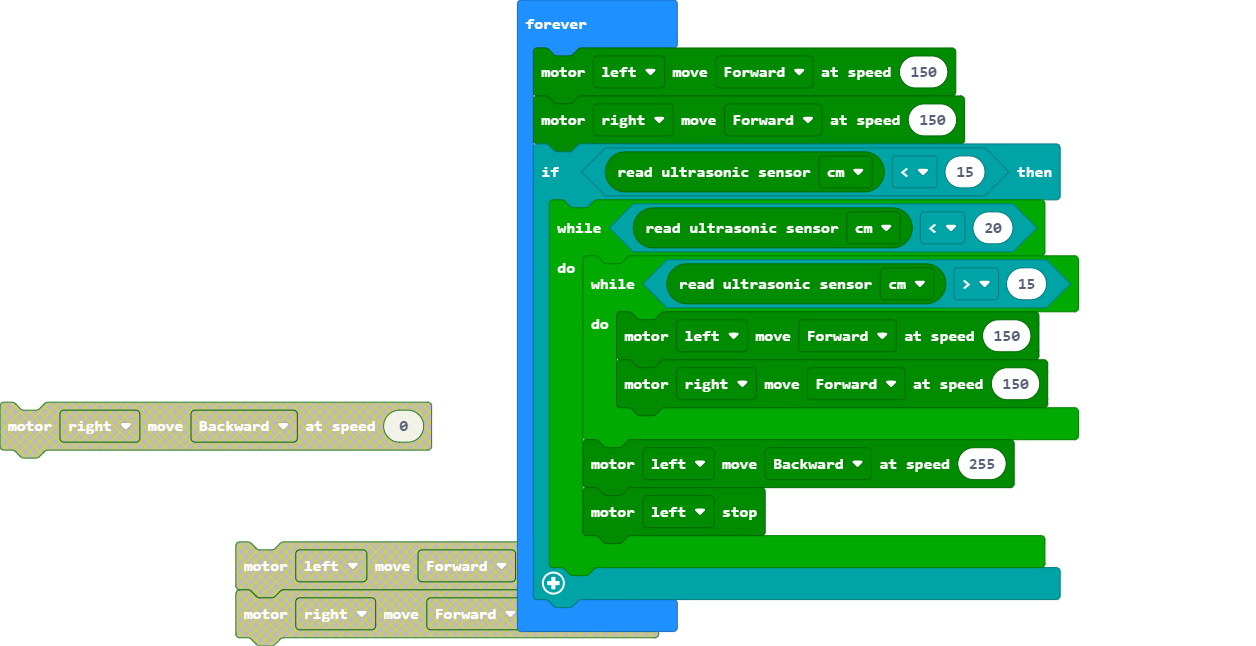 forever
motor left move Forward at speed 150
motor right move Forward at speed 150
if read ultrasonic sensor cm < 15 then
while read ultrasonic sensor cm < 20
do
while read ultrasonic sensor cm > 15
do
motor left move Forward at speed 150
motor right move Forward at speed 150
motor right move Backward at speed 0
motor left move Backward at speed 255
motor left stop
motor left move Forward
motor right move Forward